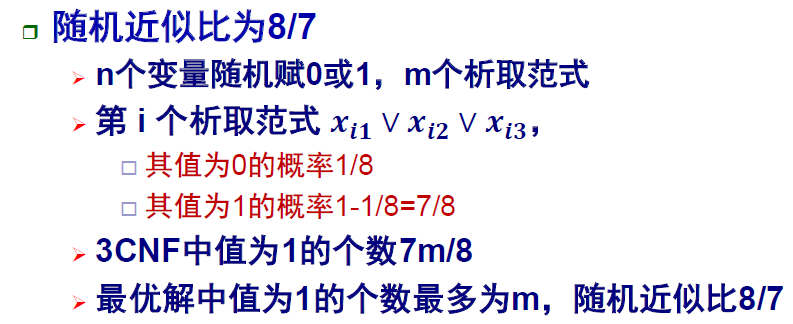 随机近似比为8/7
n个变量随机赋0或1，m个析取范式
第 i 个析取范式 x_{i1} ∨ x_{i2} ∨ x_{i3}，
其值为0的概率1/8
其值为1的概率1-1/8=7/8
3CNF中值为1的个数7m/8
最优解中值为1的个数最多为m，随机近似比8/7